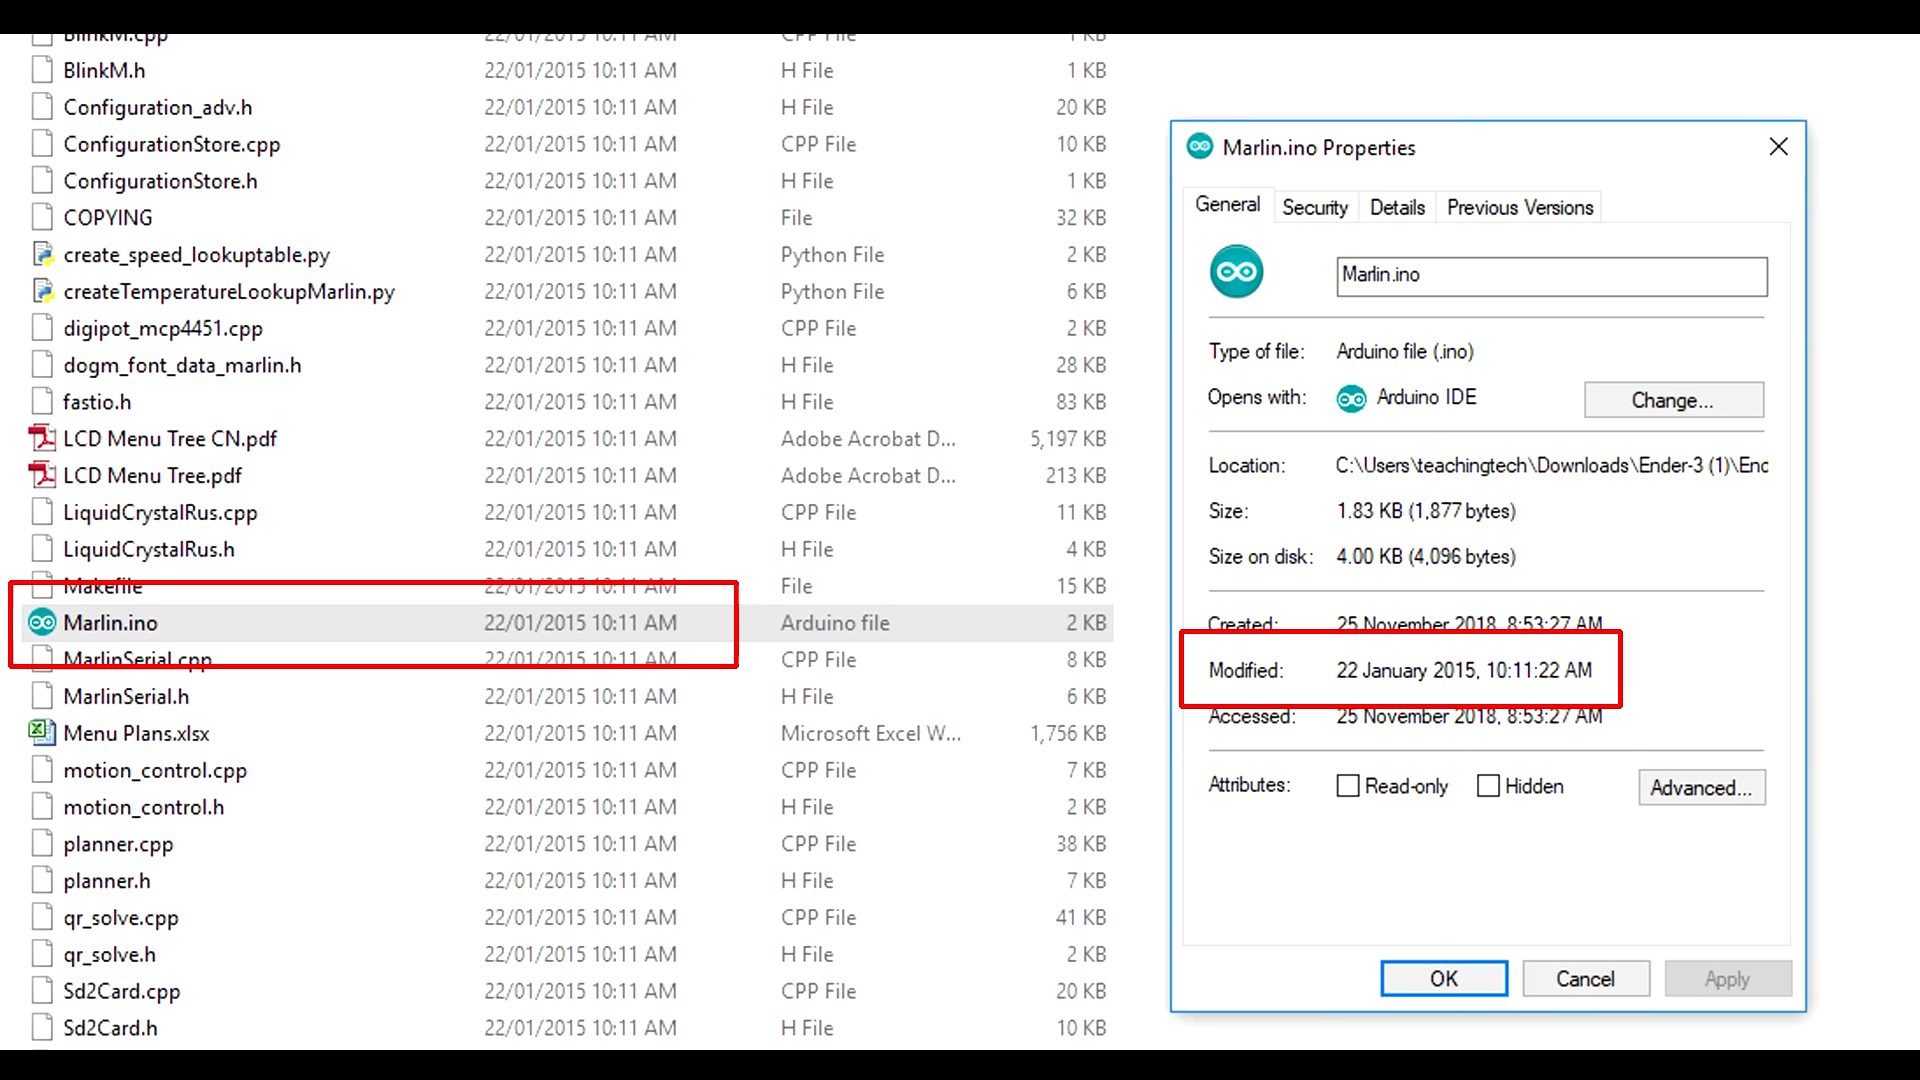 BlinkM.cpp 22/01/2015 10:11 AM CPP File 1 KB
BlinkM.h 22/01/2015 10:11 AM H File 1 KB
Configuration_adv.h 22/01/2015 10:11 AM H File 20 KB
ConfigurationStore.cpp 22/01/2015 10:11 AM CPP File 10 KB
ConfigurationStore.h 22/01/2015 10:11 AM H File 1 KB
COPYING 22/01/2015 10:11 AM File 32 KB
create_speed_lookuptable.py 22/01/2015 10:11 AM Python File 2 KB
createTemperatureLookupMarlin.py 22/01/2015 10:11 AM Python File 6 KB
digipot_mcp4451.cpp 22/01/2015 10:11 AM CPP File 2 KB
dogm_font_data_marlin.h 22/01/2015 10:11 AM H File 28 KB
fastio.h 22/01/2015 10:11 AM H File 83 KB
LCD Menu Tree CN.pdf 22/01/2015 10:11 AM Adobe Acrobat D... 5,197 KB
LCD Menu Tree.pdf 22/01/2015 10:11 AM Adobe Acrobat D... 213 KB
LiquidCrystalRus.cpp 22/01/2015 10:11 AM CPP File 11 KB
LiquidCrystalRus.h 22/01/2015 10:11 AM H File 4 KB
Makefile 22/01/2015 10:11 AM File 15 KB
Marlin.ino 22/01/2015 10:11 AM Arduino file 2 KB
MarlinSerial.cpp 22/01/2015 10:11 AM CPP File 8 KB
MarlinSerial.h 22/01/2015 10:11 AM H File 6 KB
Menu Plans.xlsx 22/01/2015 10:11 AM Microsoft Excel W... 1,756 KB
motion_control.cpp 22/01/2015 10:11 AM CPP File 7 KB
motion_control.h 22/01/2015 10:11 AM H File 2 KB
planner.cpp 22/01/2015 10:11 AM CPP File 38 KB
planner.h 22/01/2015 10:11 AM H File 7 KB
qr_solve.cpp 22/01/2015 10:11 AM CPP File 41 KB
qr_solve.h 22/01/2015 10:11 AM H File 2 KB
Sd2Card.cpp 22/01/2015 10:11 AM CPP File 20 KB
Sd2Card.h 22/01/2015 10:11 AM H File 10 KB
Marlin.ino Properties
General Security Details Previous Versions
Marlin.ino
Type of file: Arduino file (.ino)
Opens with: Arduino IDE Change...
Location: C:\Users\teachingtech\Downloads\Ender-3 (1)\Enc
Size: 1.83 KB (1,877 bytes)
Size on disk: 4.00 KB (4,096 bytes)
Created: 25 November 2018, 8:53:27 AM
Modified: 22 January 2015, 10:11:22 AM
Accessed: 25 November 2018, 8:53:27 AM
Attributes: Read-only Hidden Advanced...
OK Cancel Apply